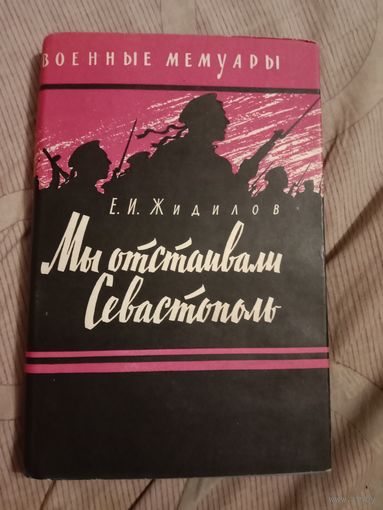 ВОЕННЫЕ МЕМУАРЫ
Е. И. Жидилов
Мы отстаивали
Севастополь